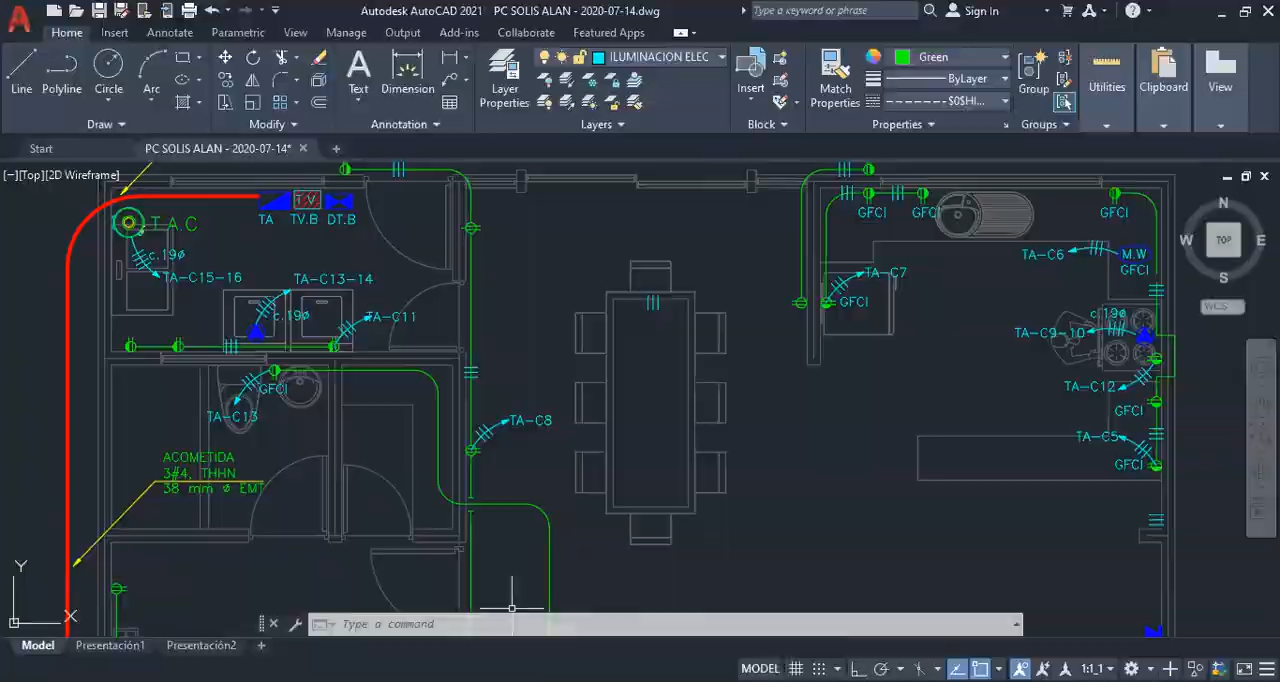 Autodesk AutoCAD 2021 PC SOLIS ALAN - 2020-07-14.dwg
Type a keyword or phrase
Sign In
Home Insert Annotate Parametric View Manage Output Add-ins Collaborate Featured Apps
ILUMINACION ELEC
Green
ByLayer
$0$HI...
Line Polyline Circle Arc Text Dimension Layer Properties Insert Match Properties Group Utilities Clipboard View
Draw Modify Annotation Layers Block Properties Groups
Start PC SOLIS ALAN - 2020-07-14*
[−][Top][2D Wireframe]
T.V
TA TV.B DT.B
T.A.C
c.19ø
TA-C15-16
TA-C13-14
c.19ø
TA-C11
GFCI
TA-C13
TA-C8
ACOMETIDA
3#4, THHN
38 mm ø EMT
GFCI GFCI GFCI
TA-C7
GFCI
TA-C6
M.W
GFCI
c.19ø
TA-C9-10
TA-C12
GFCI
TA-C5
GFCI
N
W TOP E
S
WCS
Y
X
Type a command
Model Presentación1 Presentación2
MODEL
1:1_1